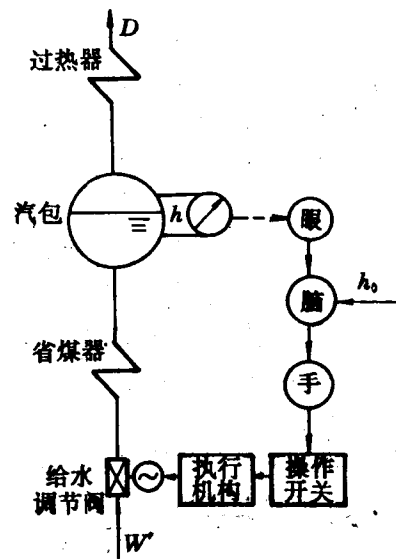 D
过热器
汽包
h
眼
脑
h₀
手
省煤器
给水
调节阀
执行
机构
操作
开关
W'